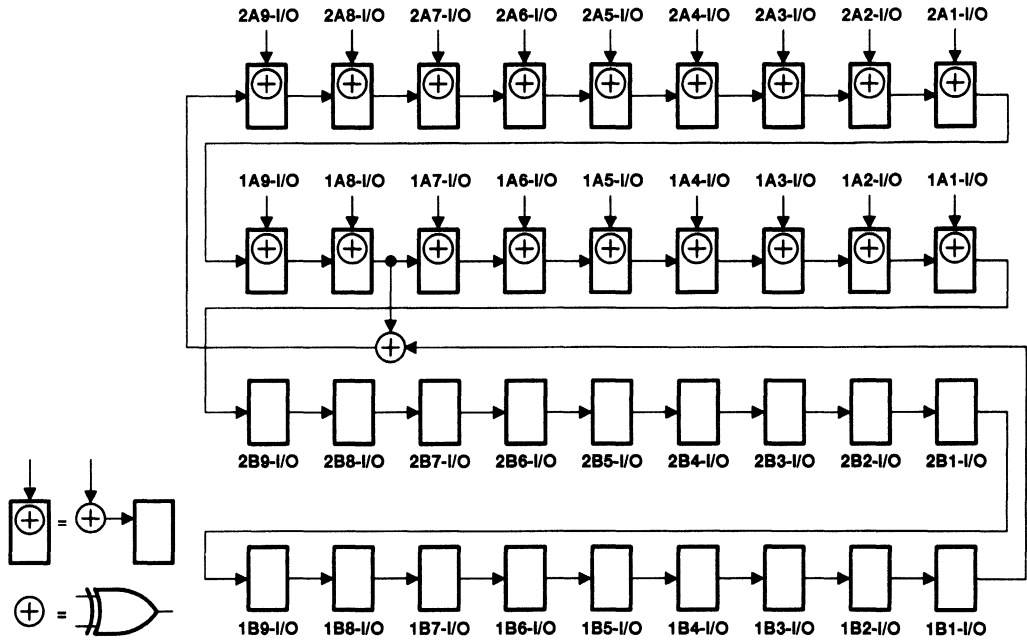 2A9-I/O 2A8-I/O 2A7-I/O 2A6-I/O 2A5-I/O 2A4-I/O 2A3-I/O 2A2-I/O 2A1-I/O
1A9-I/O 1A8-I/O 1A7-I/O 1A6-I/O 1A5-I/O 1A4-I/O 1A3-I/O 1A2-I/O 1A1-I/O
2B9-I/O 2B8-I/O 2B7-I/O 2B6-I/O 2B5-I/O 2B4-I/O 2B3-I/O 2B2-I/O 2B1-I/O
=
=
1B9-I/O 1B8-I/O 1B7-I/O 1B6-I/O 1B5-I/O 1B4-I/O 1B3-I/O 1B2-I/O 1B1-I/O